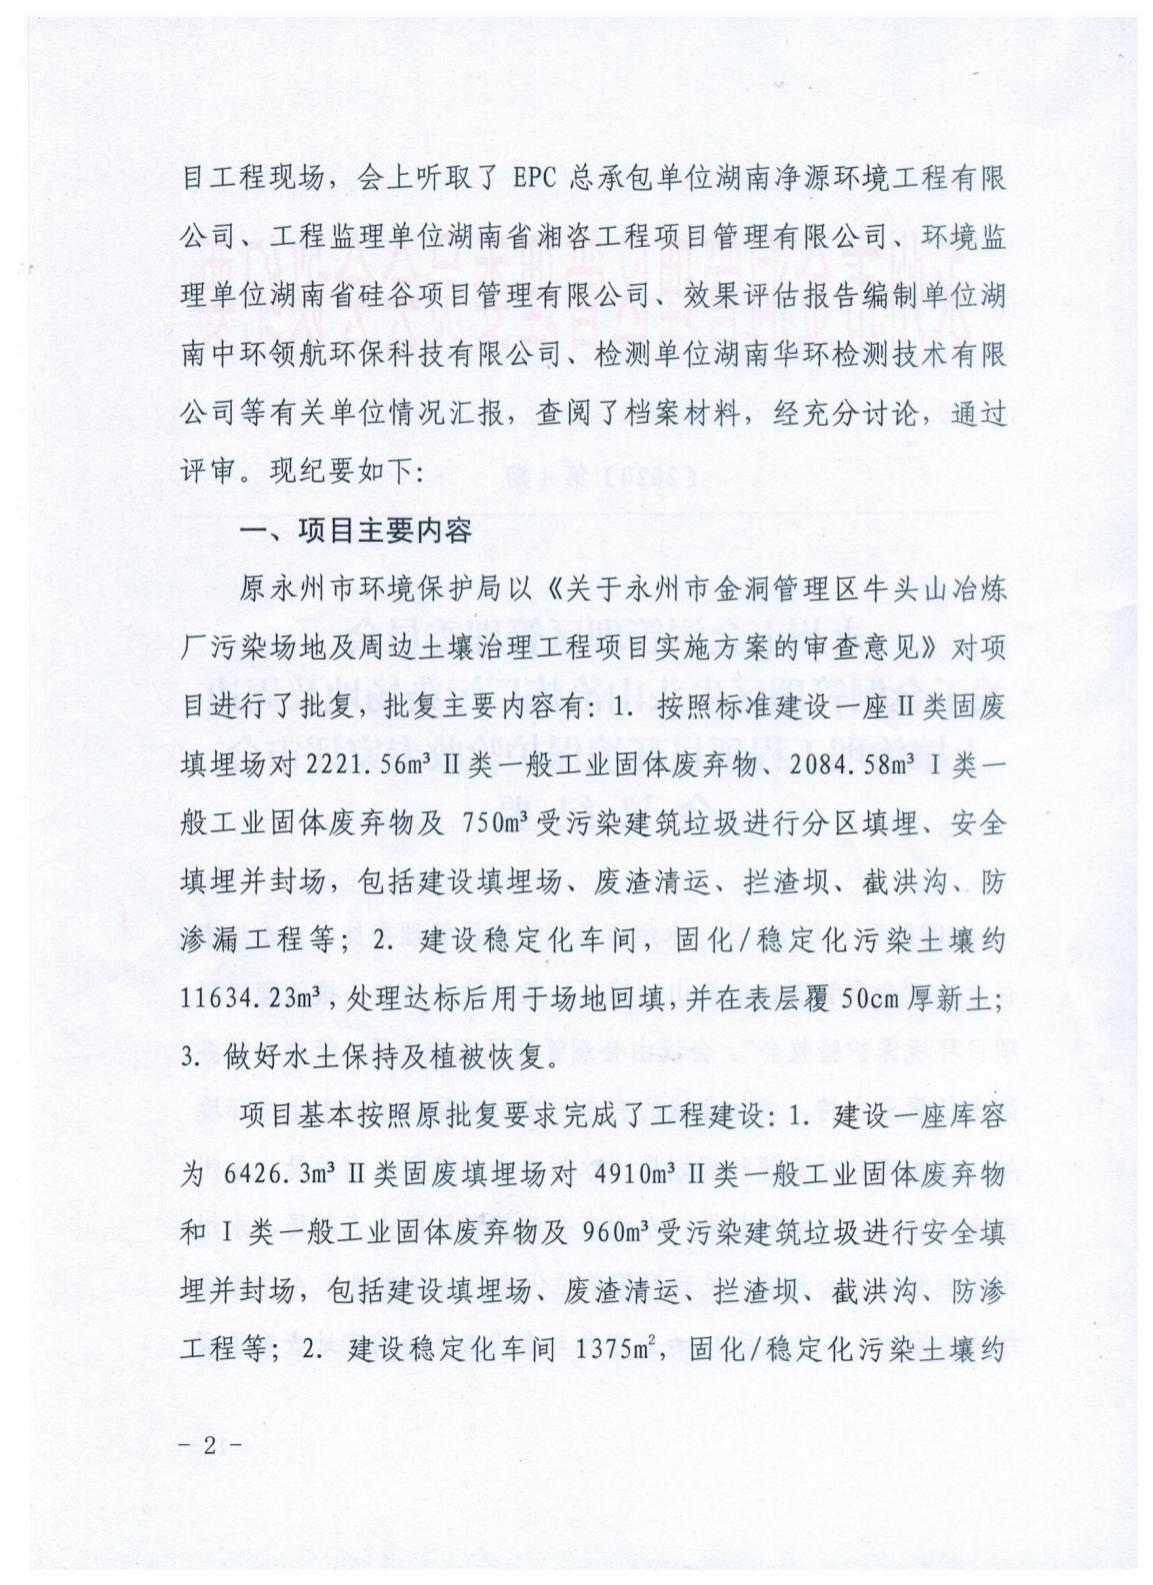 目工程现场，会上听取了 EPC 总承包单位湖南净源环境工程有限
公司、工程监理单位湖南省湘咨工程项目管理有限公司、环境监
理单位湖南省硅谷项目管理有限公司、效果评估报告编制单位湖
南中环领航环保科技有限公司、检测单位湖南华环检测技术有限
公司等有关单位情况汇报，查阅了档案材料，经充分讨论，通过
评审。现纪要如下：
一、项目主要内容
原永州市环境保护局以《关于永州市金洞管理区牛头山冶炼
厂污染场地及周边土壤治理工程项目实施方案的审查意见》对项
目进行了批复，批复主要内容有：1. 按照标准建设一座Ⅱ类固废
填埋场对 2221.56m³Ⅱ类一般工业固体废弃物、2084.58m³Ⅰ类一
般工业固体废弃物及 750m³受污染建筑垃圾进行分区填埋、安全
填埋并封场，包括建设填埋场、废渣清运、拦渣坝、截洪沟、防
渗漏工程等；2. 建设稳定化车间，固化/稳定化污染土壤约
11634.23m³,处理达标后用于场地回填,并在表层覆 50cm 厚新土；
3. 做好水土保持及植被恢复。
项目基本按照原批复要求完成了工程建设：1. 建设一座库容
为 6426.3m³Ⅱ类固废填埋场对 4910m³Ⅱ类一般工业固体废弃物
和Ⅰ类一般工业固体废弃物及 960m³受污染建筑垃圾进行安全填
埋并封场，包括建设填埋场、废渣清运、拦渣坝、截洪沟、防渗
工程等；2. 建设稳定化车间 1375m²，固化/稳定化污染土壤约
- 2 -